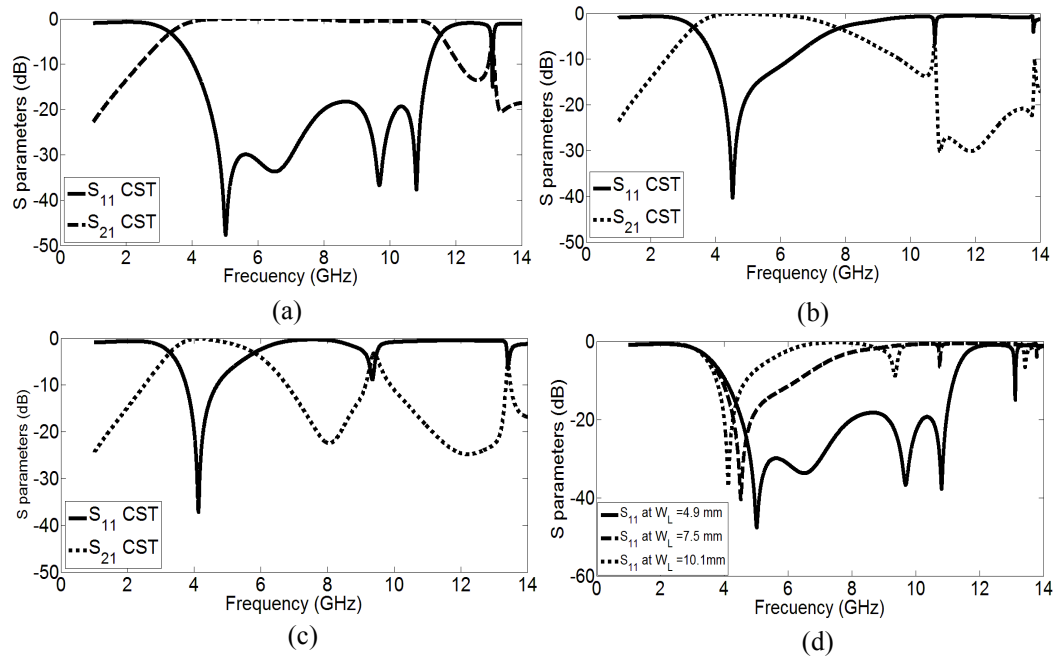 0
-10
-20
-30
-40
-50
S parameters (dB)
S11 CST
S21 CST
0 2 4 6 8 10 12 14
Frecuency (GHz)
(a)
0
-10
-20
-30
-40
-50
S parameters (dB)
S11 CST
S21 CST
0 2 4 6 8 10 12 14
Frequency (GHz)
(b)
0
-10
-20
-30
-40
-50
S parameters (dB)
S11 CST
S21 CST
0 2 4 6 8 10 12 14
Frequency (GHz)
(c)
0
-20
-40
-60
S parameters (dB)
S11 at WL =4.9 mm
S11 at WL =7.5 mm
S11 at WL =10.1mm
0 2 4 6 8 10 12 14
Frecuency (GHz)
(d)